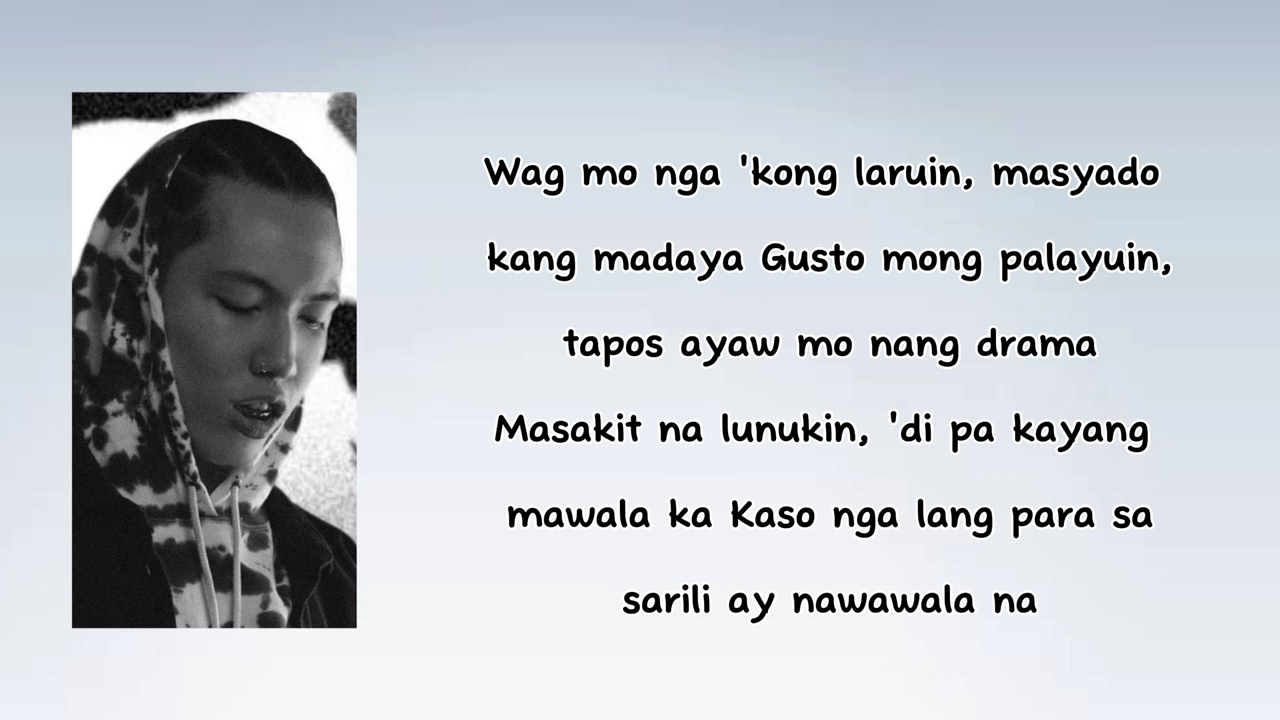 Wag mo nga 'kong laruin, masyado
kang madaya Gusto mong palayuin,
tapos ayaw mo nang drama
Masakit na lunukin, 'di pa kayang
mawala ka Kaso nga lang para sa
sarili ay nawawala na